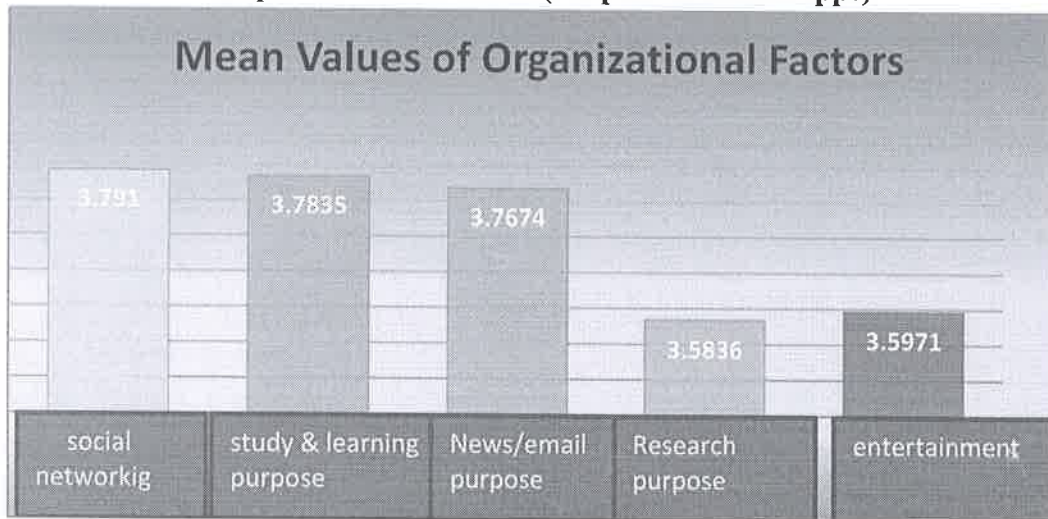 Mean Values of Organizational Factors
3.791
3.7835
3.7674
3.5836
3.5971
social
networkig
study & learning
purpose
News/email
purpose
Research
purpose
entertainment